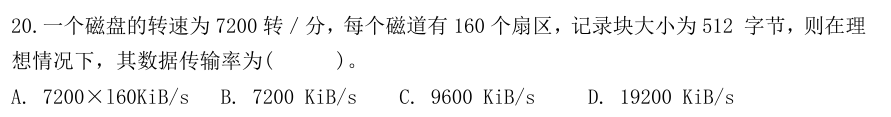 20.一个磁盘的转速为 7200 转 / 分，每个磁道有 160 个扇区，记录块大小为 512 字节，则在理
想情况下，其数据传输率为(      )。
A. 7200×160KiB/s  B. 7200 KiB/s   C. 9600 KiB/s    D. 19200 KiB/s